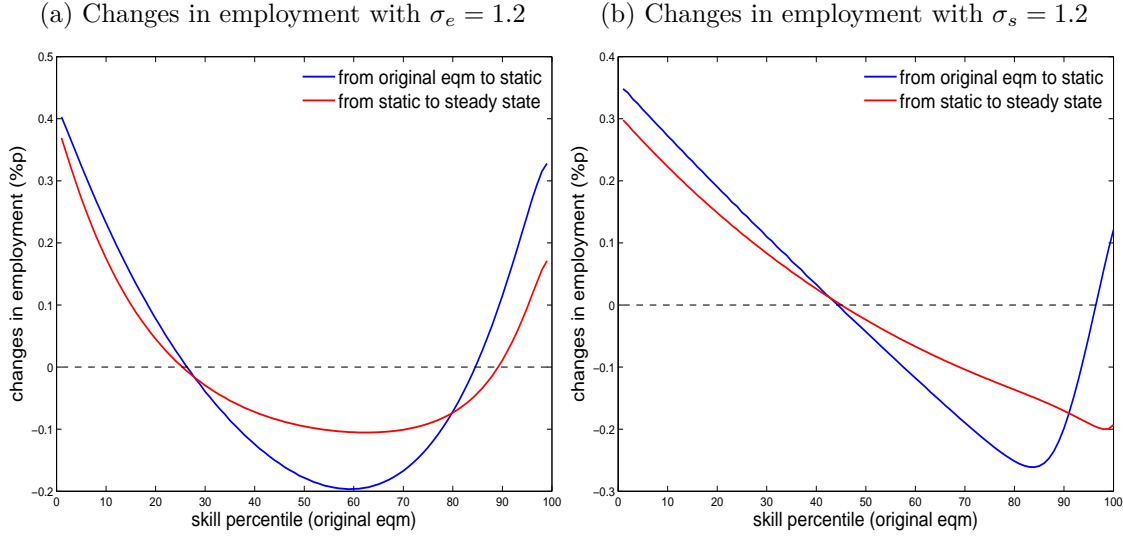 (a) Changes in employment with σ_e = 1.2
0.5
0.4
0.3
0.2
0.1
0
−0.1
−0.2
0 10 20 30 40 50 60 70 80 90 100
changes in employment (%p)
skill percentile (original eqm)
from original eqm to static
from static to steady state
(b) Changes in employment with σ_s = 1.2
0.4
0.3
0.2
0.1
0
−0.1
−0.2
−0.3
0 10 20 30 40 50 60 70 80 90 100
changes in employment (%p)
skill percentile (original eqm)
from original eqm to static
from static to steady state